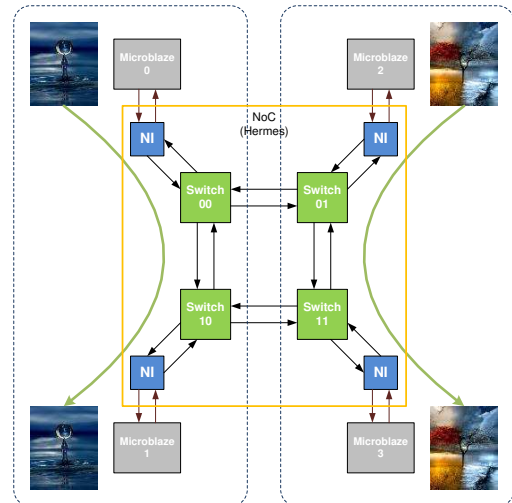 Microblaze
0
Microblaze
2
NoC
(Hermes)
NI
NI
Switch
00
Switch
01
Switch
10
Switch
11
NI
NI
Microblaze
1
Microblaze
3